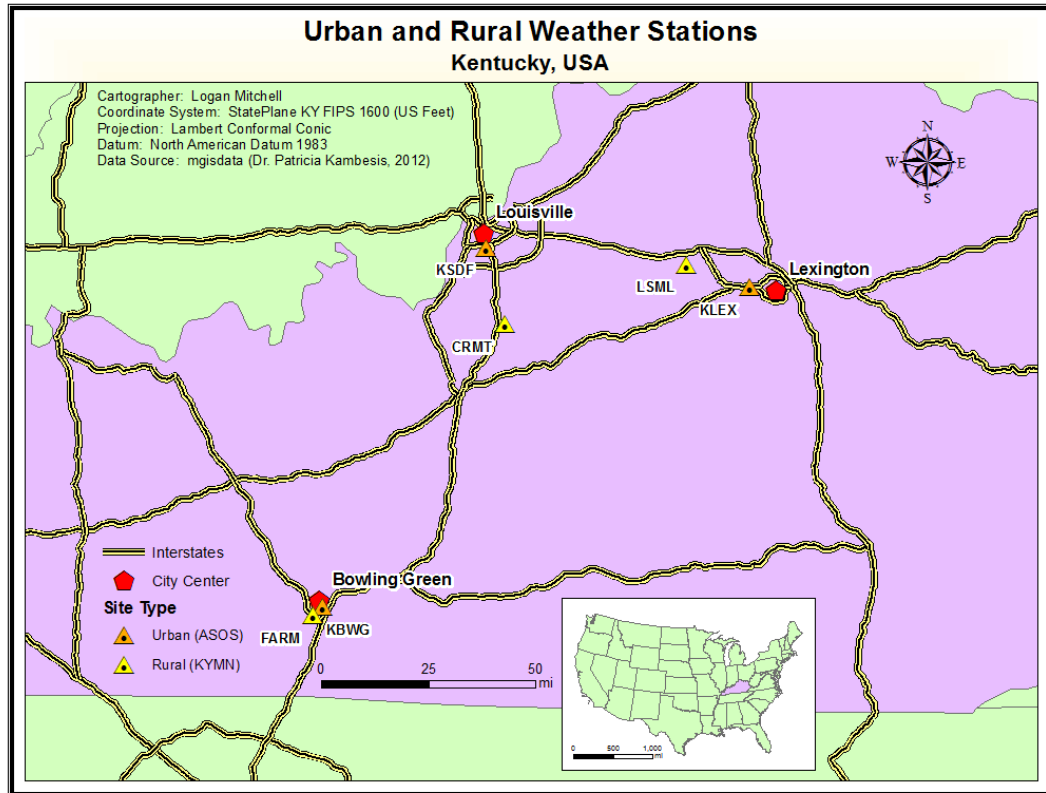 Urban and Rural Weather Stations
Kentucky, USA
Cartographer: Logan Mitchell
Coordinate System: StatePlane KY FIPS 1600 (US Feet)
Projection: Lambert Conformal Conic
Datum: North American Datum 1983
Data Source: mgisdata (Dr. Patricia Kambesis, 2012)
N
W E
S
Louisville
KSDF
LSML
Lexington
KLEX
CRMT
Interstates
City Center
Site Type
Urban (ASOS)
Rural (KYMN)
Bowling Green
KBWG
FARM
0 25 50
mi
0 500 1,000
mi